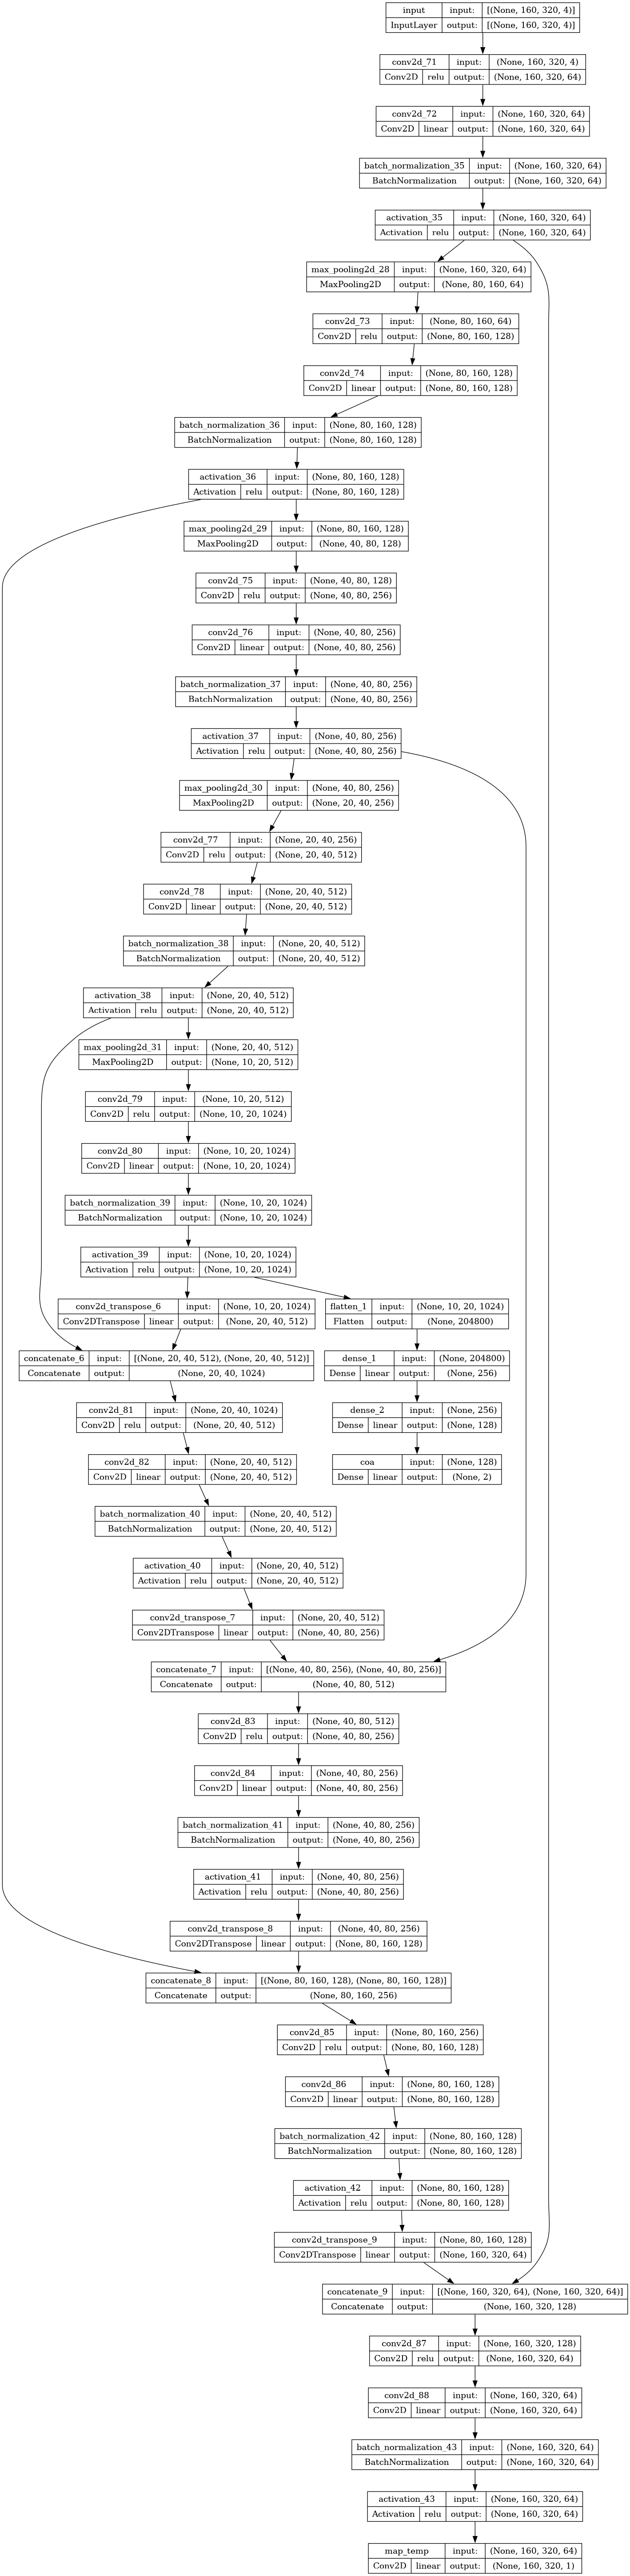 input input: [(None, 160, 320, 4)]
InputLayer output: [(None, 160, 320, 4)]
conv2d_71 input: (None, 160, 320, 4)
Conv2D relu output: (None, 160, 320, 64)
conv2d_72 input: (None, 160, 320, 64)
Conv2D linear output: (None, 160, 320, 64)
batch_normalization_35 input: (None, 160, 320, 64)
BatchNormalization output: (None, 160, 320, 64)
activation_35 input: (None, 160, 320, 64)
Activation relu output: (None, 160, 320, 64)
max_pooling2d_28 input: (None, 160, 320, 64)
MaxPooling2D output: (None, 80, 160, 64)
conv2d_73 input: (None, 80, 160, 64)
Conv2D relu output: (None, 80, 160, 128)
conv2d_74 input: (None, 80, 160, 128)
Conv2D linear output: (None, 80, 160, 128)
batch_normalization_36 input: (None, 80, 160, 128)
BatchNormalization output: (None, 80, 160, 128)
activation_36 input: (None, 80, 160, 128)
Activation relu output: (None, 80, 160, 128)
max_pooling2d_29 input: (None, 80, 160, 128)
MaxPooling2D output: (None, 40, 80, 128)
conv2d_75 input: (None, 40, 80, 128)
Conv2D relu output: (None, 40, 80, 256)
conv2d_76 input: (None, 40, 80, 256)
Conv2D linear output: (None, 40, 80, 256)
batch_normalization_37 input: (None, 40, 80, 256)
BatchNormalization output: (None, 40, 80, 256)
activation_37 input: (None, 40, 80, 256)
Activation relu output: (None, 40, 80, 256)
max_pooling2d_30 input: (None, 40, 80, 256)
MaxPooling2D output: (None, 20, 40, 256)
conv2d_77 input: (None, 20, 40, 256)
Conv2D relu output: (None, 20, 40, 512)
conv2d_78 input: (None, 20, 40, 512)
Conv2D linear output: (None, 20, 40, 512)
batch_normalization_38 input: (None, 20, 40, 512)
BatchNormalization output: (None, 20, 40, 512)
activation_38 input: (None, 20, 40, 512)
Activation relu output: (None, 20, 40, 512)
max_pooling2d_31 input: (None, 20, 40, 512)
MaxPooling2D output: (None, 10, 20, 512)
conv2d_79 input: (None, 10, 20, 512)
Conv2D relu output: (None, 10, 20, 1024)
conv2d_80 input: (None, 10, 20, 1024)
Conv2D linear output: (None, 10, 20, 1024)
batch_normalization_39 input: (None, 10, 20, 1024)
BatchNormalization output: (None, 10, 20, 1024)
activation_39 input: (None, 10, 20, 1024)
Activation relu output: (None, 10, 20, 1024)
conv2d_transpose_6 input: (None, 10, 20, 1024)
Conv2DTranspose linear output: (None, 20, 40, 512)
flatten_1 input: (None, 10, 20, 1024)
Flatten output: (None, 204800)
concatenate_6 input: [(None, 20, 40, 512), (None, 20, 40, 512)]
Concatenate output: (None, 20, 40, 1024)
dense_1 input: (None, 204800)
Dense linear output: (None, 256)
conv2d_81 input: (None, 20, 40, 1024)
Conv2D relu output: (None, 20, 40, 512)
dense_2 input: (None, 256)
Dense linear output: (None, 128)
conv2d_82 input: (None, 20, 40, 512)
Conv2D linear output: (None, 20, 40, 512)
coa input: (None, 128)
Dense linear output: (None, 2)
batch_normalization_40 input: (None, 20, 40, 512)
BatchNormalization output: (None, 20, 40, 512)
activation_40 input: (None, 20, 40, 512)
Activation relu output: (None, 20, 40, 512)
conv2d_transpose_7 input: (None, 20, 40, 512)
Conv2DTranspose linear output: (None, 40, 80, 256)
concatenate_7 input: [(None, 40, 80, 256), (None, 40, 80, 256)]
Concatenate output: (None, 40, 80, 512)
conv2d_83 input: (None, 40, 80, 512)
Conv2D relu output: (None, 40, 80, 256)
conv2d_84 input: (None, 40, 80, 256)
Conv2D linear output: (None, 40, 80, 256)
batch_normalization_41 input: (None, 40, 80, 256)
BatchNormalization output: (None, 40, 80, 256)
activation_41 input: (None, 40, 80, 256)
Activation relu output: (None, 40, 80, 256)
conv2d_transpose_8 input: (None, 40, 80, 256)
Conv2DTranspose linear output: (None, 80, 160, 128)
concatenate_8 input: [(None, 80, 160, 128), (None, 80, 160, 128)]
Concatenate output: (None, 80, 160, 256)
conv2d_85 input: (None, 80, 160, 256)
Conv2D relu output: (None, 80, 160, 128)
conv2d_86 input: (None, 80, 160, 128)
Conv2D linear output: (None, 80, 160, 128)
batch_normalization_42 input: (None, 80, 160, 128)
BatchNormalization output: (None, 80, 160, 128)
activation_42 input: (None, 80, 160, 128)
Activation relu output: (None, 80, 160, 128)
conv2d_transpose_9 input: (None, 80, 160, 128)
Conv2DTranspose linear output: (None, 160, 320, 64)
concatenate_9 input: [(None, 160, 320, 64), (None, 160, 320, 64)]
Concatenate output: (None, 160, 320, 128)
conv2d_87 input: (None, 160, 320, 128)
Conv2D relu output: (None, 160, 320, 64)
conv2d_88 input: (None, 160, 320, 64)
Conv2D linear output: (None, 160, 320, 64)
batch_normalization_43 input: (None, 160, 320, 64)
BatchNormalization output: (None, 160, 320, 64)
activation_43 input: (None, 160, 320, 64)
Activation relu output: (None, 160, 320, 64)
map_temp input: (None, 160, 320, 64)
Conv2D linear output: (None, 160, 320, 1)